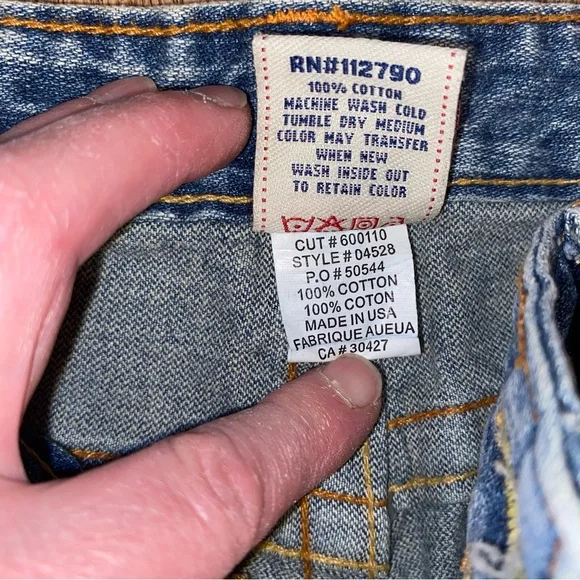 RN#112790
100% COTTON
MACHINE WASH COLD
TUMBLE DRY MEDIUM
COLOR MAY TRANSFER
WHEN NEW
WASH INSIDE OUT
TO RETAIN COLOR
CUT # 600110
STYLE # 04528
P.O # 50544
100% COTTON
100% COTON
MADE IN USA
FABRIQUE AUEUA
CA # 30427